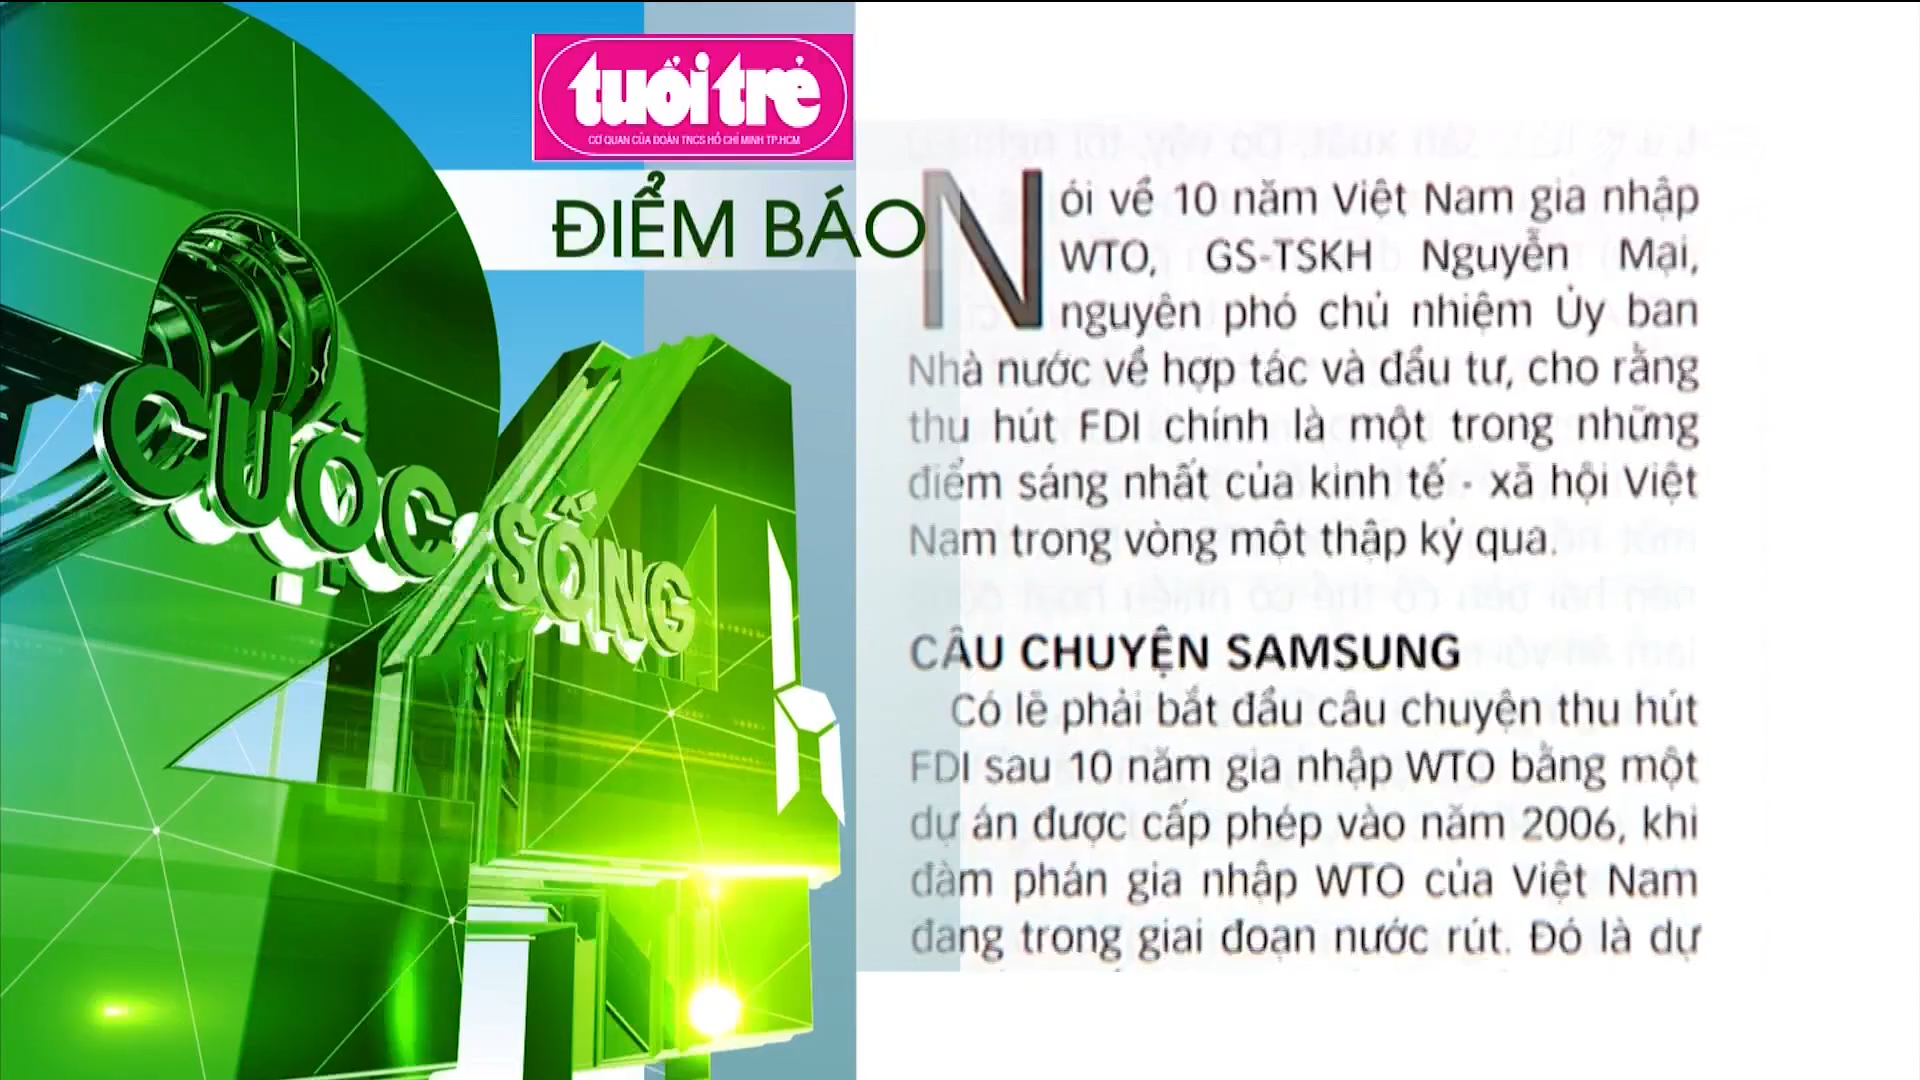 tuổi trẻ
CƠ QUAN CỦA ĐOÀN TNCS HỒ CHÍ MINH TP.HCM
ĐIỂM BÁO
CUỘC SỐNG
24h
Nói về 10 năm Việt Nam gia nhập
WTO, GS-TSKH Nguyễn Mại,
nguyên phó chủ nhiệm Ủy ban
Nhà nước về hợp tác và đầu tư, cho rằng
thu hút FDI chính là một trong những
điểm sáng nhất của kinh tế - xã hội Việt
Nam trong vòng một thập kỷ qua.
CÂU CHUYỆN SAMSUNG
Có lẽ phải bắt đầu câu chuyện thu hút
FDI sau 10 năm gia nhập WTO bằng một
dự án được cấp phép vào năm 2006, khi
đàm phán gia nhập WTO của Việt Nam
đang trong giai đoạn nước rút. Đó là dự